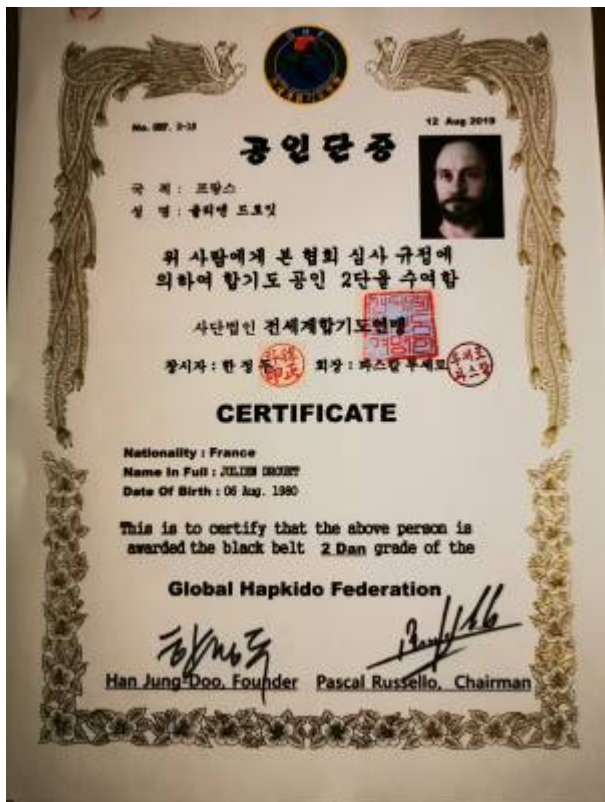 12 Aug 2019
공인단증
국 적 : 프랑스
성 명 : 줄리앤 드로잇
위 사람에게 본 협회 심사 규정에
의하여 합기도 공인 2단을 수여함
사단법인 전세계합기도연맹
창시자 : 한 정 두 회장 : 파스칼 루세로
CERTIFICATE
Nationality : France
Name In Full : JULIEN DROUET
Date Of Birth : 06 Aug. 1980
This is to certify that the above person is
awarded the black belt 2 Dan grade of the
Global Hapkido Federation
Han Jung-Doo, Founder Pascal Russello, Chairman